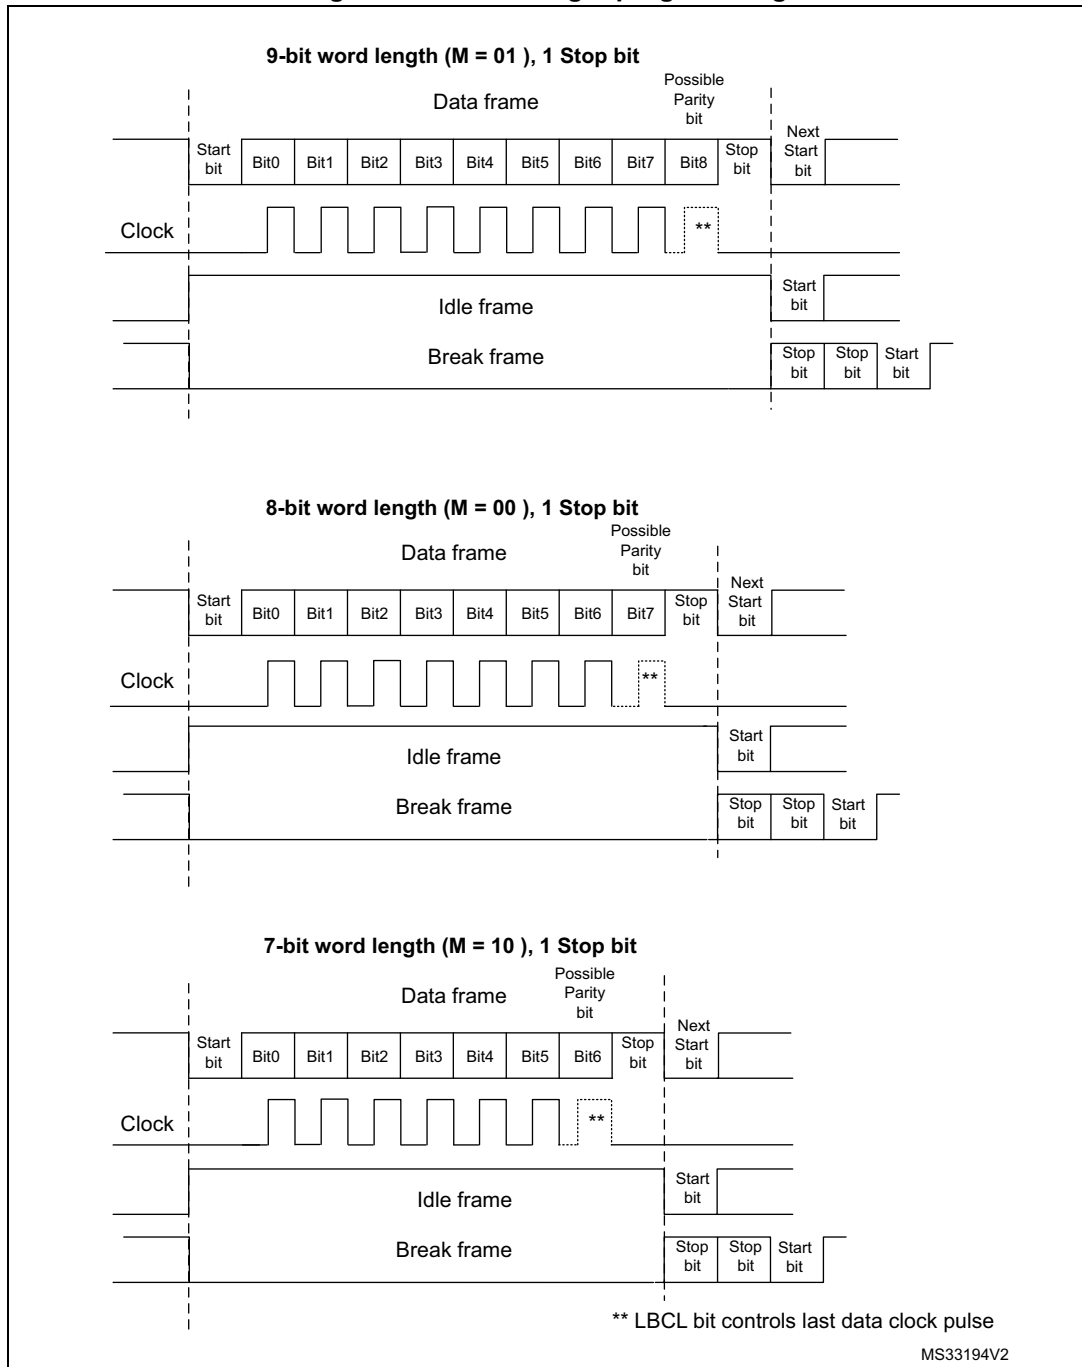 9-bit word length (M = 01 ), 1 Stop bit
Data frame
Possible
Parity
bit
Start
bit
Bit0 Bit1 Bit2 Bit3 Bit4 Bit5 Bit6 Bit7 Bit8
Stop
bit
Next
Start
bit
Clock
**
Idle frame
Start
bit
Break frame
Stop
bit
Stop
bit
Start
bit
8-bit word length (M = 00 ), 1 Stop bit
Data frame
Possible
Parity
bit
Start
bit
Bit0 Bit1 Bit2 Bit3 Bit4 Bit5 Bit6 Bit7
Stop
bit
Next
Start
bit
Clock
**
Idle frame
Start
bit
Break frame
Stop
bit
Stop
bit
Start
bit
7-bit word length (M = 10 ), 1 Stop bit
Data frame
Possible
Parity
bit
Start
bit
Bit0 Bit1 Bit2 Bit3 Bit4 Bit5 Bit6
Stop
bit
Next
Start
bit
Clock
**
Idle frame
Start
bit
Break frame
Stop
bit
Stop
bit
Start
bit
** LBCL bit controls last data clock pulse
MS33194V2